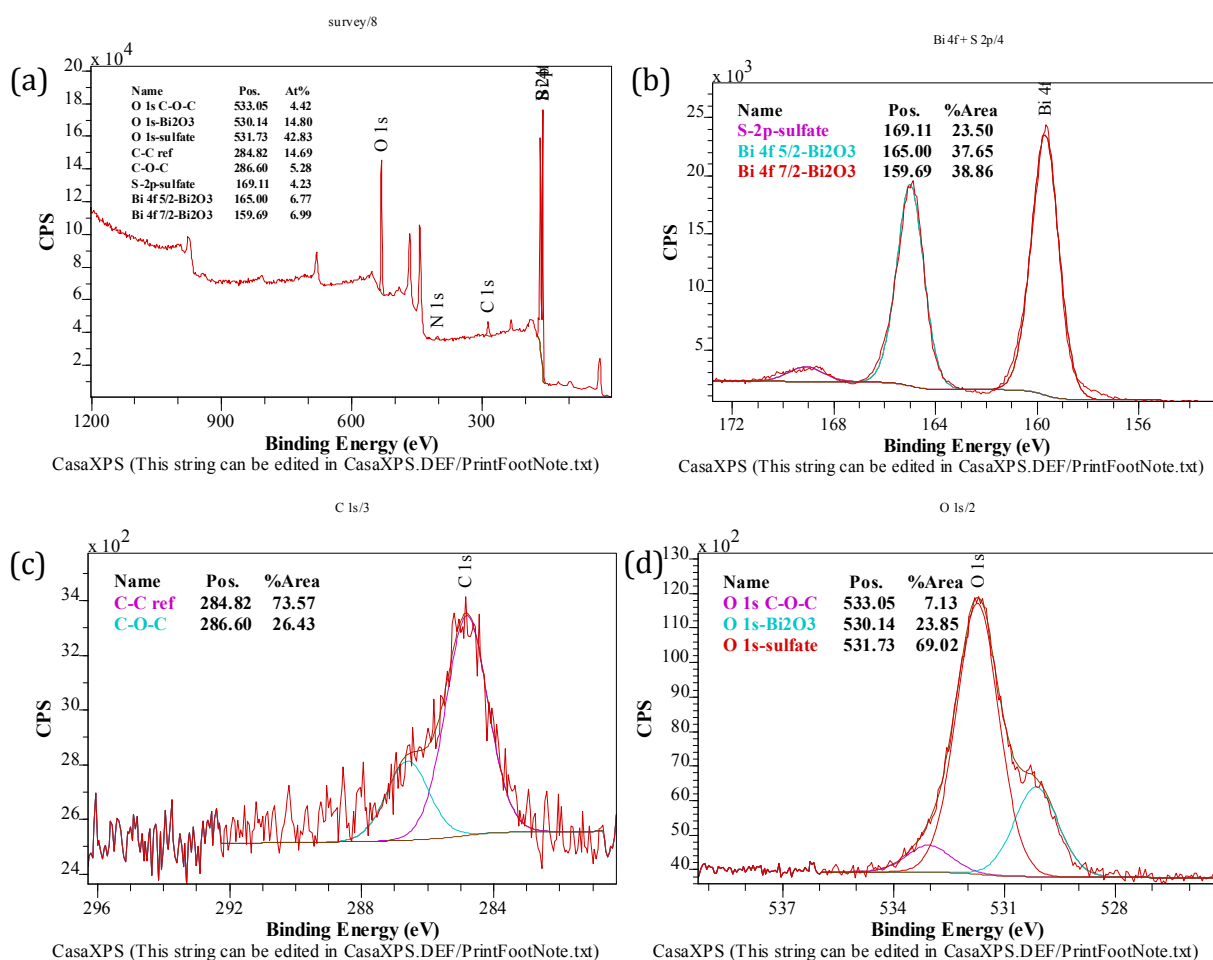 survey/8
(a)
x 10⁴
Name Pos. At%
O 1s C-O-C 533.05 4.42
O 1s-Bi2O3 530.14 14.80
O 1s-sulfate 531.73 42.83
C-C ref 284.82 14.69
C-O-C 286.60 5.28
S-2p-sulfate 169.11 4.23
Bi 4f 5/2-Bi2O3 165.00 6.77
Bi 4f 7/2-Bi2O3 159.69 6.99
20
18
16
14
12
10
8
6
4
2
CPS
O 1s
N 1s
C 1s
1200 900 600 300
Binding Energy (eV)
CasaXPS (This string can be edited in CasaXPS.DEF/PrintFootNote.txt)
Bi 4f + S 2p/4
(b)
x 10³
Name Pos. %Area
S-2p-sulfate 169.11 23.50
Bi 4f 5/2-Bi2O3 165.00 37.65
Bi 4f 7/2-Bi2O3 159.69 38.86
Bi 4f
25
20
15
10
5
CPS
172 168 164 160 156
Binding Energy (eV)
CasaXPS (This string can be edited in CasaXPS.DEF/PrintFootNote.txt)
C 1s/3
(c)
x 10²
Name Pos. %Area
C-C ref 284.82 73.57
C-O-C 286.60 26.43
C 1s
34
32
30
28
26
24
CPS
296 292 288 284
Binding Energy (eV)
CasaXPS (This string can be edited in CasaXPS.DEF/PrintFootNote.txt)
O 1s/2
(d)
x 10²
Name Pos. %Area
O 1s C-O-C 533.05 7.13
O 1s-Bi2O3 530.14 23.85
O 1s-sulfate 531.73 69.02
O 1s
130
120
110
100
90
80
70
60
50
40
CPS
537 534 531 528
Binding Energy (eV)
CasaXPS (This string can be edited in CasaXPS.DEF/PrintFootNote.txt)